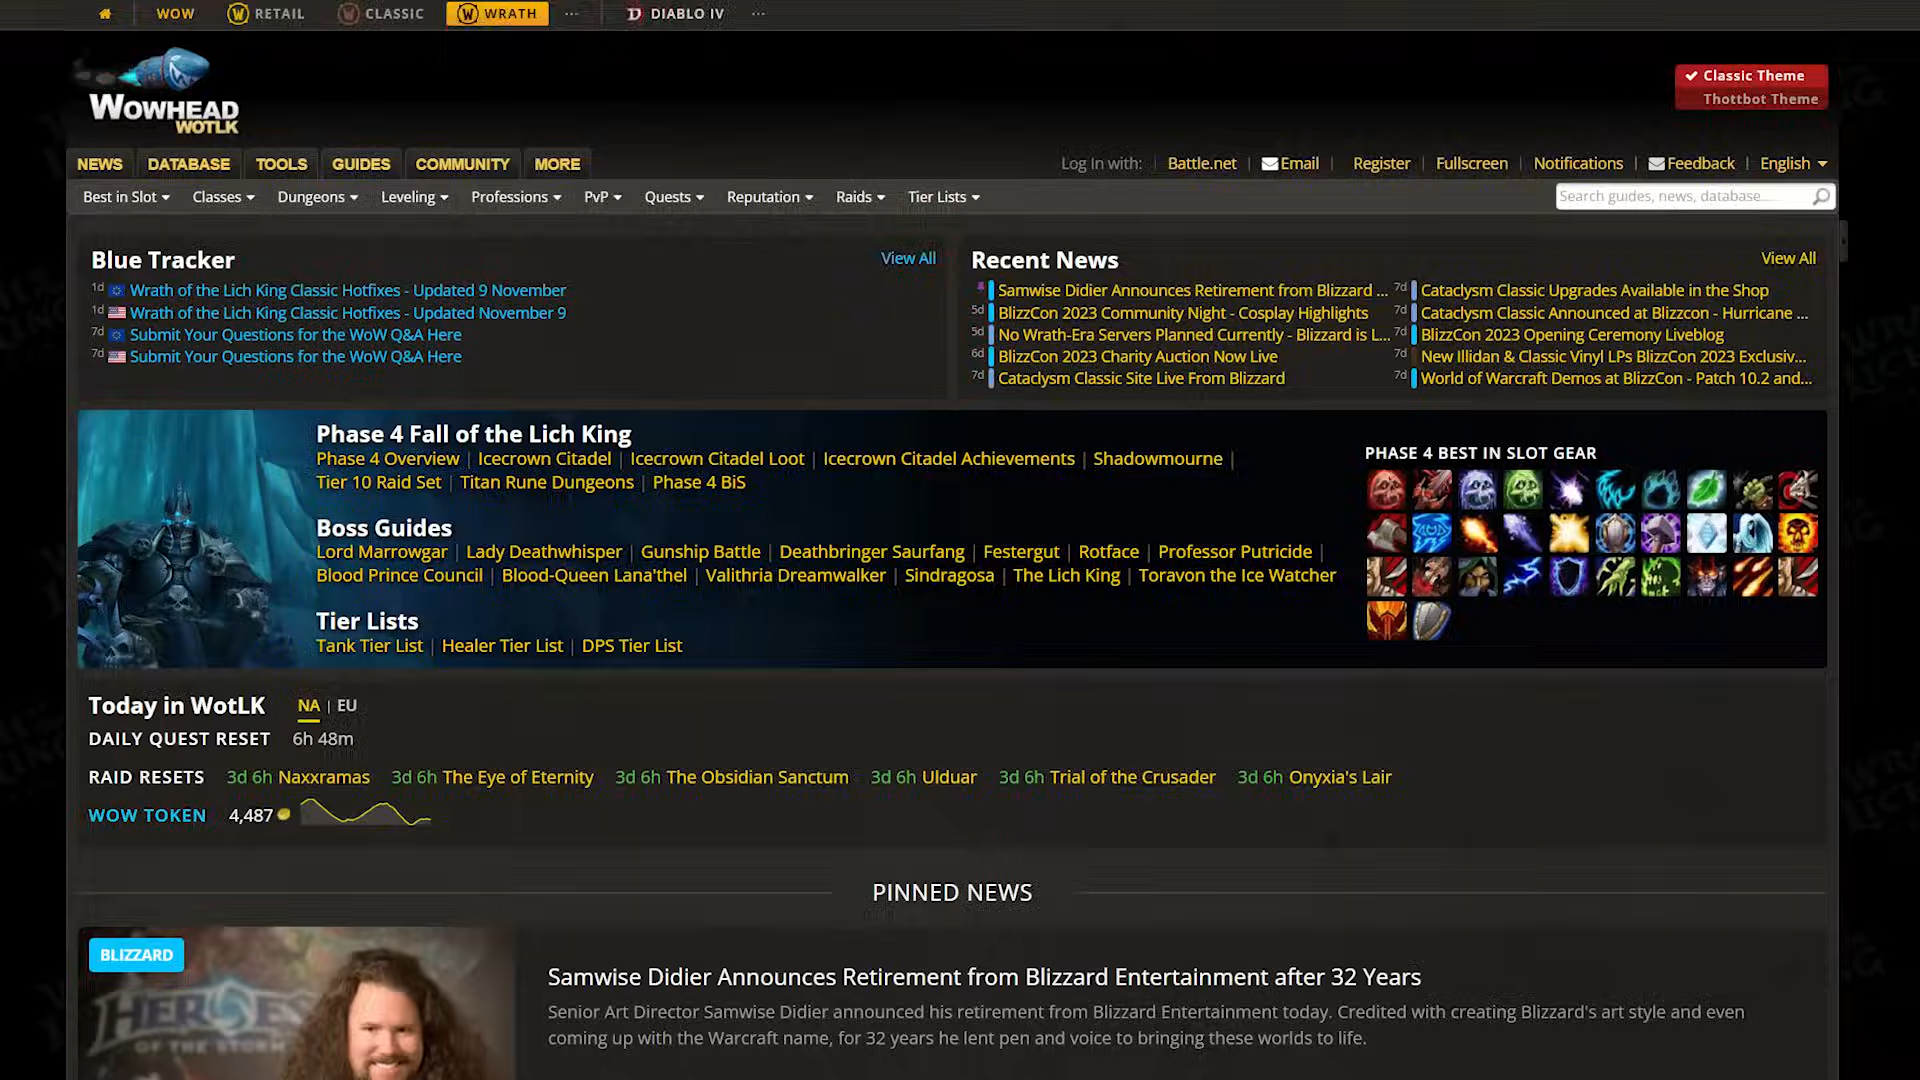 WOW RETAIL CLASSIC WRATH ... DIABLO IV ...
WOWHEAD
WOTLK
✔ Classic Theme
Thottbot Theme
NEWS DATABASE TOOLS GUIDES COMMUNITY MORE
Log In with: Battle.net | Email | Register | Fullscreen | Notifications | Feedback | English
Best in Slot Classes Dungeons Leveling Professions PvP Quests Reputation Raids Tier Lists
Search guides, news, database...
Blue Tracker View All
1d Wrath of the Lich King Classic Hotfixes - Updated 9 November
1d Wrath of the Lich King Classic Hotfixes - Updated November 9
7d Submit Your Questions for the WoW Q&A Here
7d Submit Your Questions for the WoW Q&A Here
Recent News View All
Samwise Didier Announces Retirement from Blizzard ...
5d BlizzCon 2023 Community Night - Cosplay Highlights
5d No Wrath-Era Servers Planned Currently - Blizzard is L...
6d BlizzCon 2023 Charity Auction Now Live
7d Cataclysm Classic Site Live From Blizzard
7d Cataclysm Classic Upgrades Available in the Shop
7d Cataclysm Classic Announced at Blizzcon - Hurricane ...
7d BlizzCon 2023 Opening Ceremony Liveblog
7d New Illidan & Classic Vinyl LPs BlizzCon 2023 Exclusiv...
7d World of Warcraft Demos at BlizzCon - Patch 10.2 and...
Phase 4 Fall of the Lich King
Phase 4 Overview | Icecrown Citadel | Icecrown Citadel Loot | Icecrown Citadel Achievements | Shadowmourne |
Tier 10 Raid Set | Titan Rune Dungeons | Phase 4 BiS
Boss Guides
Lord Marrowgar | Lady Deathwhisper | Gunship Battle | Deathbringer Saurfang | Festergut | Rotface | Professor Putricide |
Blood Prince Council | Blood-Queen Lana'thel | Valithria Dreamwalker | Sindragosa | The Lich King | Toravon the Ice Watcher
Tier Lists
Tank Tier List | Healer Tier List | DPS Tier List
PHASE 4 BEST IN SLOT GEAR
Today in WotLK NA | EU
DAILY QUEST RESET 6h 48m
RAID RESETS 3d 6h Naxxramas 3d 6h The Eye of Eternity 3d 6h The Obsidian Sanctum 3d 6h Ulduar 3d 6h Trial of the Crusader 3d 6h Onyxia's Lair
WOW TOKEN 4,487
PINNED NEWS
BLIZZARD
HEROES
OF THE STORM
Samwise Didier Announces Retirement from Blizzard Entertainment after 32 Years
Senior Art Director Samwise Didier announced his retirement from Blizzard Entertainment today. Credited with creating Blizzard's art style and even
coming up with the Warcraft name, for 32 years he lent pen and voice to bringing these worlds to life.